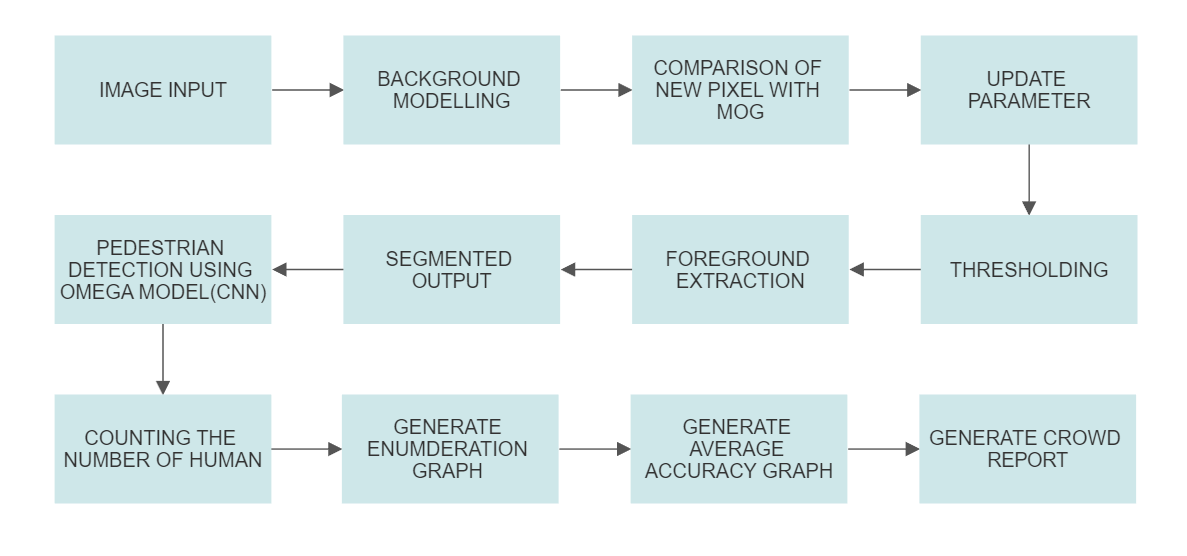 IMAGE INPUT
BACKGROUND
MODELLING
COMPARISON OF
NEW PIXEL WITH
MOG
UPDATE
PARAMETER
THRESHOLDING
FOREGROUND
EXTRACTION
SEGMENTED
OUTPUT
PEDESTRIAN
DETECTION USING
OMEGA MODEL(CNN)
COUNTING THE
NUMBER OF HUMAN
GENERATE
ENUMDERATION
GRAPH
GENERATE
AVERAGE
ACCURACY GRAPH
GENERATE CROWD
REPORT